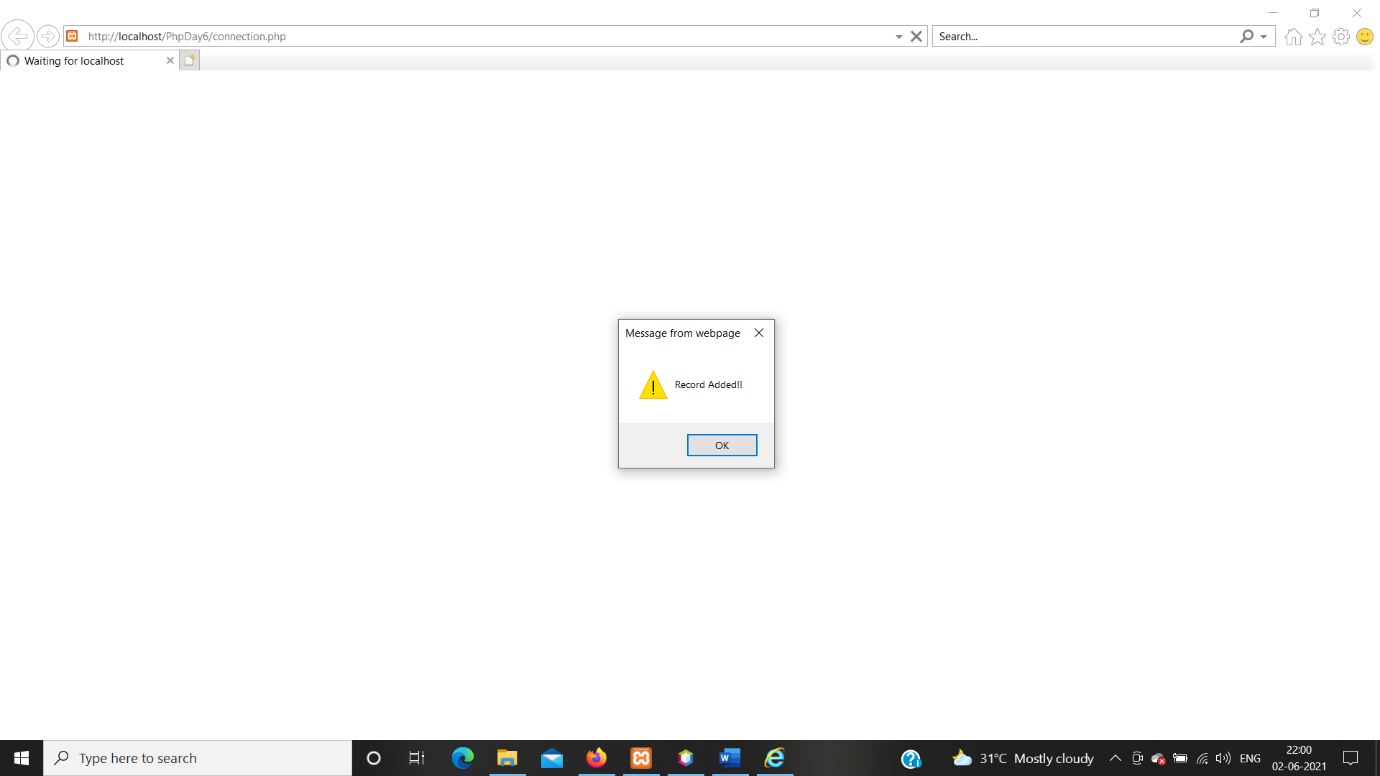 http://localhost/PhpDay6/connection.php
Search...
Waiting for localhost
Message from webpage
Record Added!!
OK
Type here to search
31°C Mostly cloudy
ENG
22:00
02-06-2021